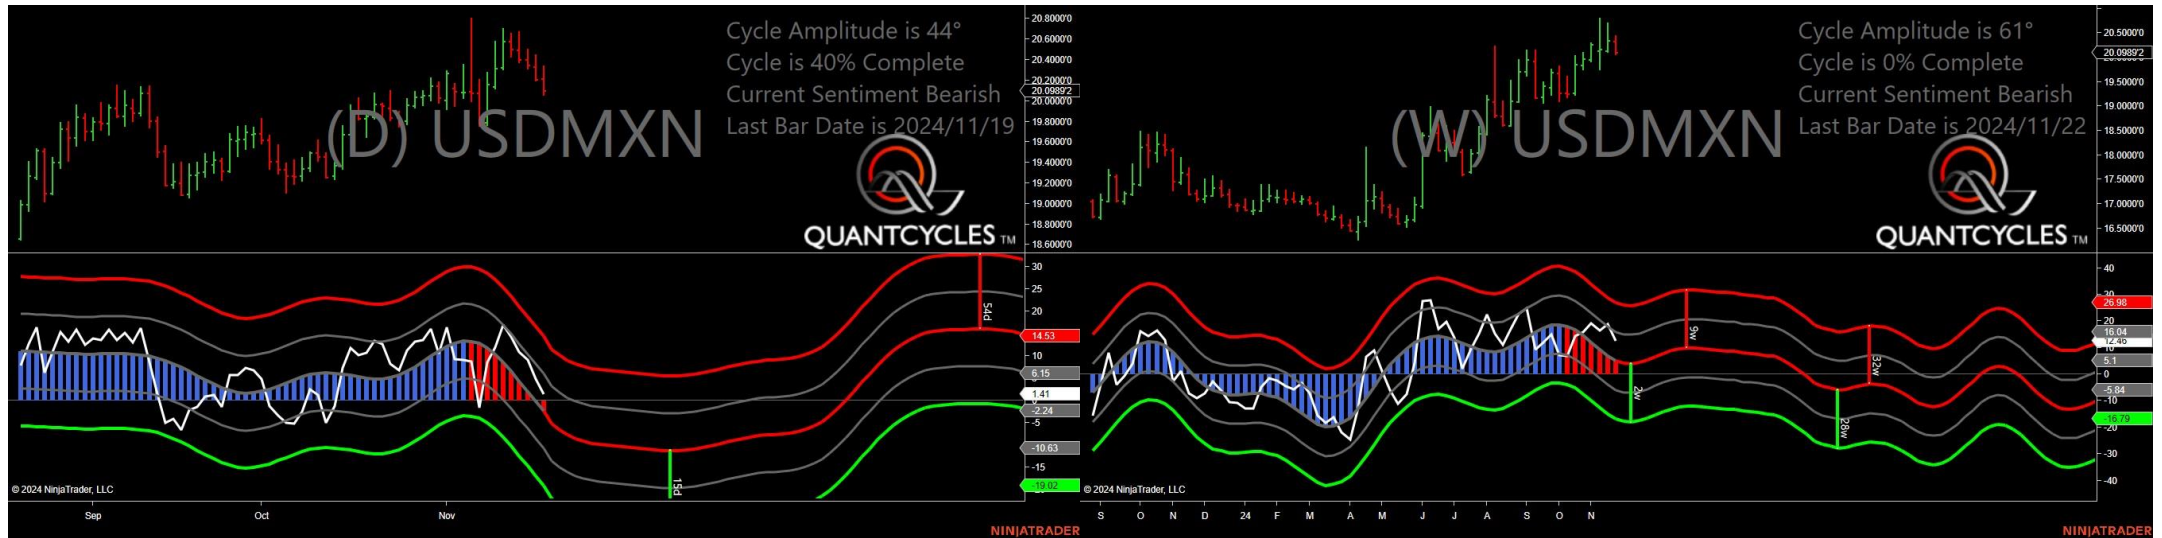 Cycle Amplitude is 44°
Cycle is 40% Complete
Current Sentiment Bearish
Last Bar Date is 2024/11/19
(D) USDMXN
QUANTCYCLES TM
20.8000'0
20.6000'0
20.4000'0
20.2000'0
20.0989'2
20.0000'0
19.8000'0
19.6000'0
19.4000'0
19.2000'0
19.0000'0
18.8000'0
18.6000'0
30
25
20
14.53
10
6.15
1.41
-2.24
-5
-10.63
-15
-19.02
54d
15d
© 2024 NinjaTrader, LLC
Sep Oct Nov
NINJATRADER
Cycle Amplitude is 61°
Cycle is 0% Complete
Current Sentiment Bearish
Last Bar Date is 2024/11/22
(W) USDMXN
QUANTCYCLES TM
20.5000'0
20.0989'2
19.5000'0
19.0000'0
18.5000'0
18.0000'0
17.5000'0
17.0000'0
16.5000'0
40
26.98
20
16.04
12.46
5.1
0
-5.84
-10
-16.79
-20
-30
-40
9w
2w
32w
28w
© 2024 NinjaTrader, LLC
S O N D 24 F M A M J J A S O N
NINJATRADER